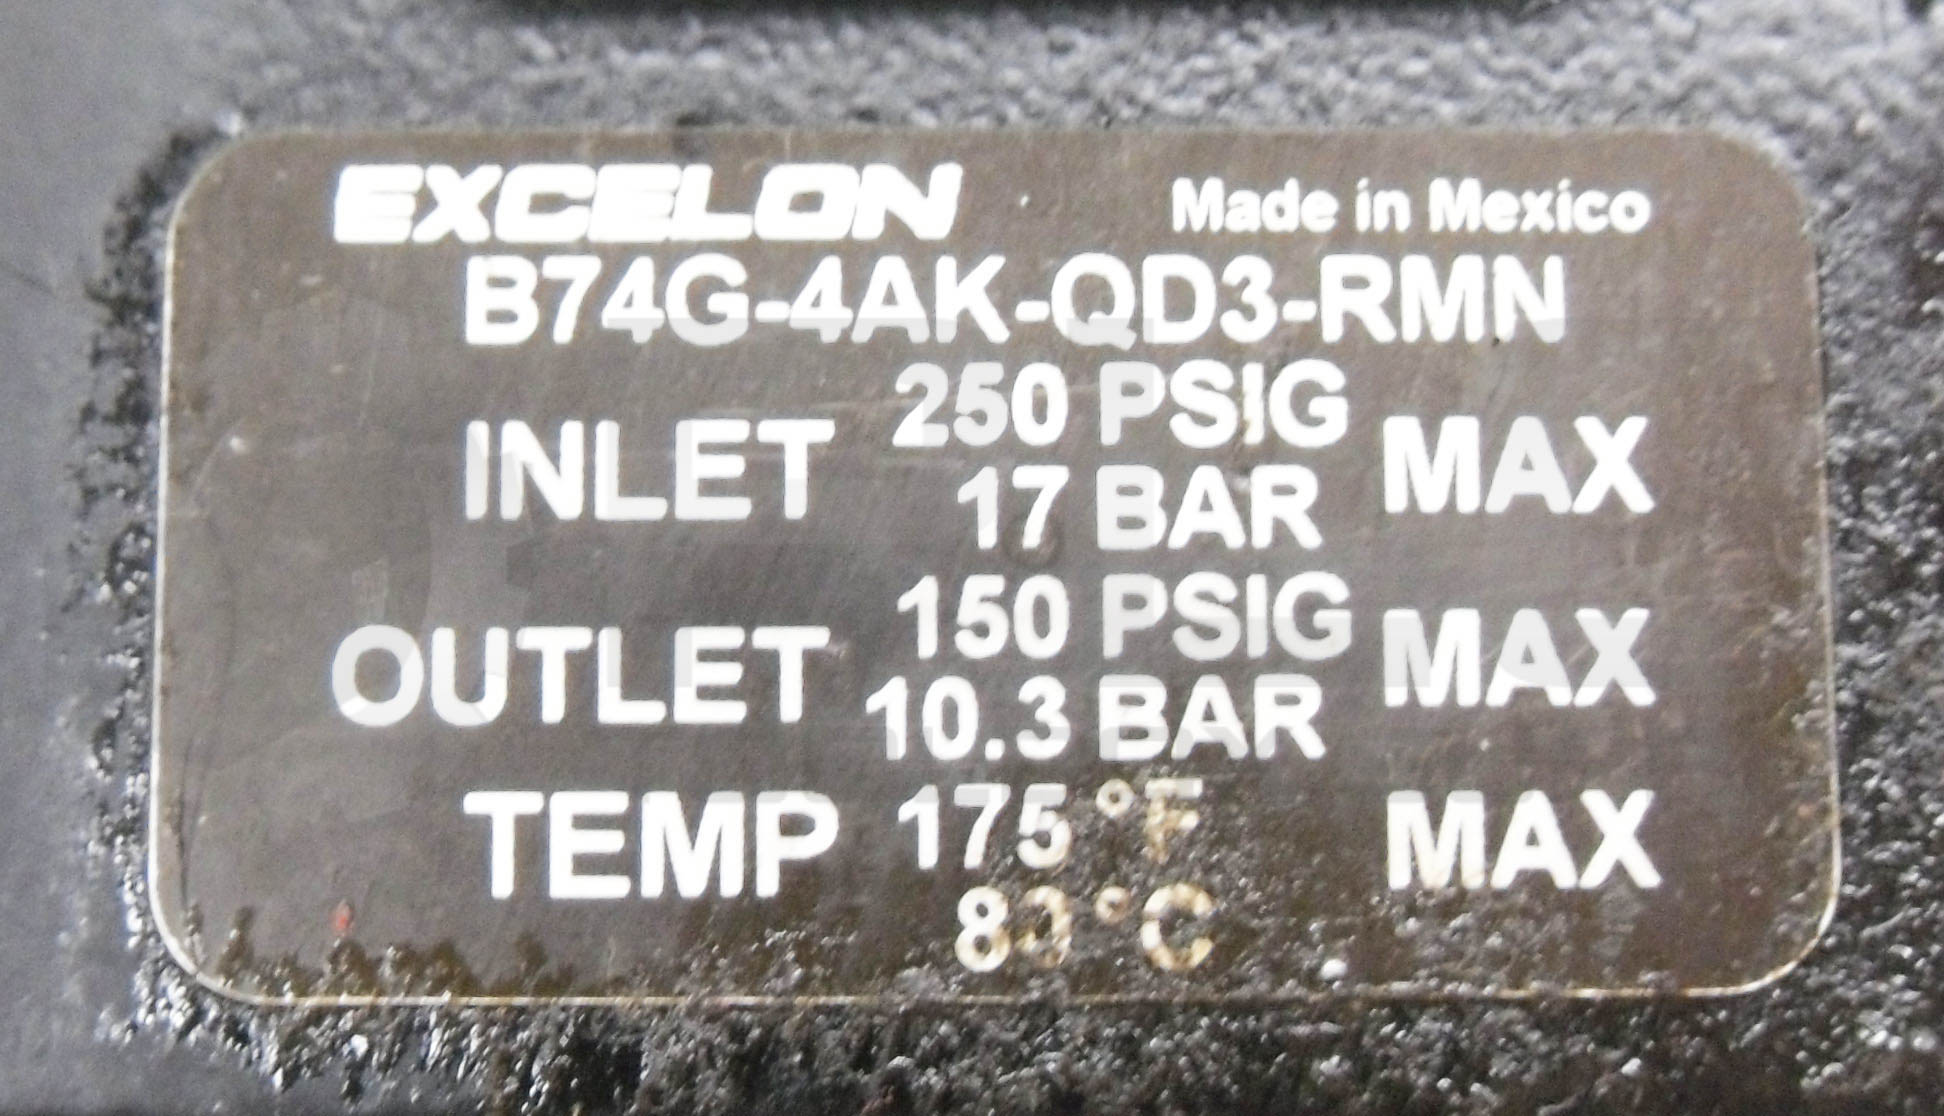 EXCELON Made in Mexico
B74G-4AK-QD3-RMN
INLET 250 PSIG MAX
17 BAR
OUTLET 150 PSIG MAX
10.3 BAR
TEMP 175 °F MAX
80 °C